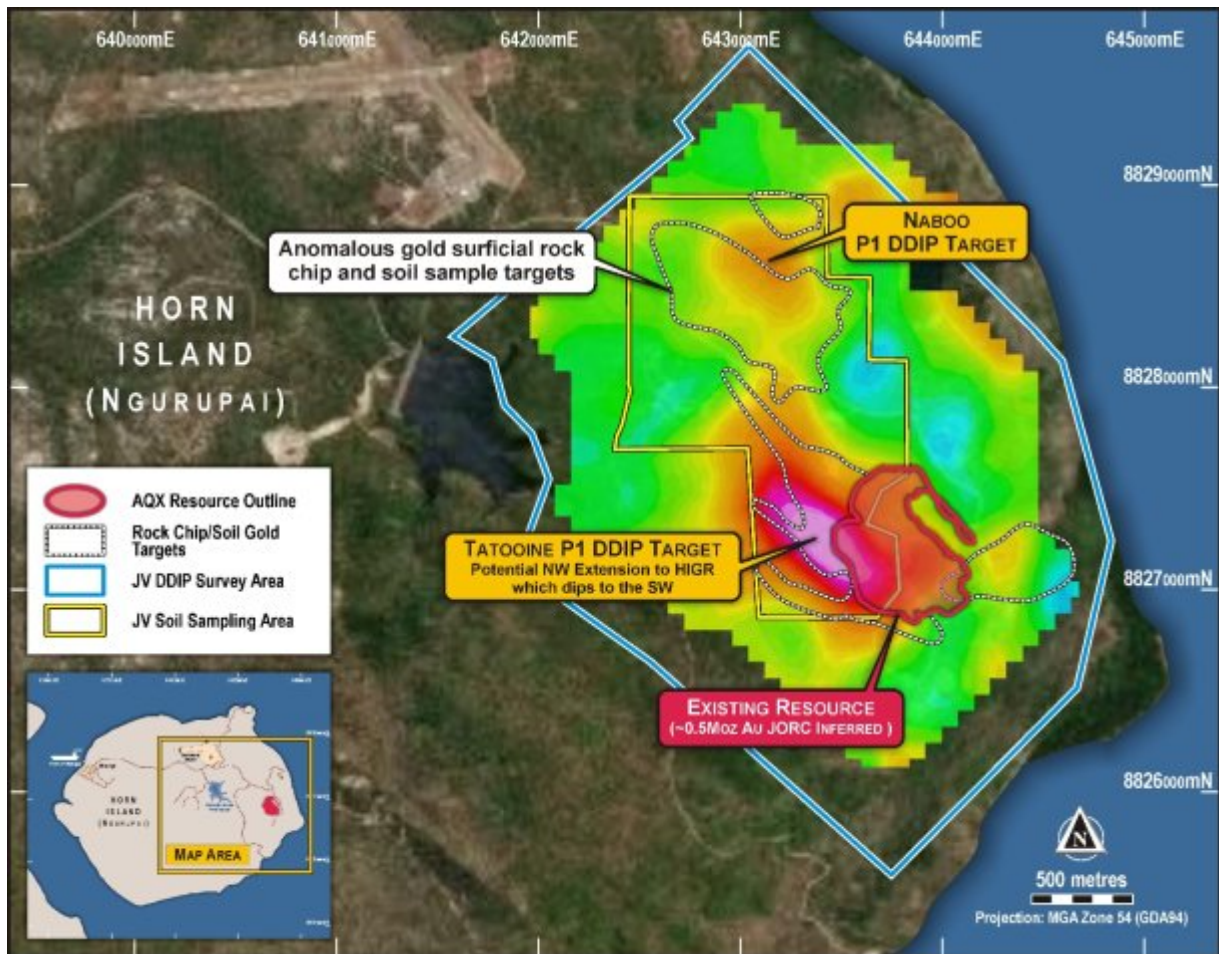 640000mE
641000mE
642000mE
643000mE
644000mE
645000mE
8829000mN
NABOO
P1 DDIP TARGET
Anomalous gold surficial rock
chip and soil sample targets
HORN
ISLAND
(NGURUPAI)
8828000mN
AQX Resource Outline
Rock Chip/Soil Gold
Targets
JV DDIP Survey Area
JV Soil Sampling Area
TATOOINE P1 DDIP TARGET
Potential NW Extension to HIGR
which dips to the SW
8827000mN
EXISTING RESOURCE
(~0.5MOZ AU JORC INFERRED )
8826000mN
HORN
ISLAND
(NGURUPAI)
MAP AREA
N
500 metres
Projection: MGA Zone 54 (GDA94)